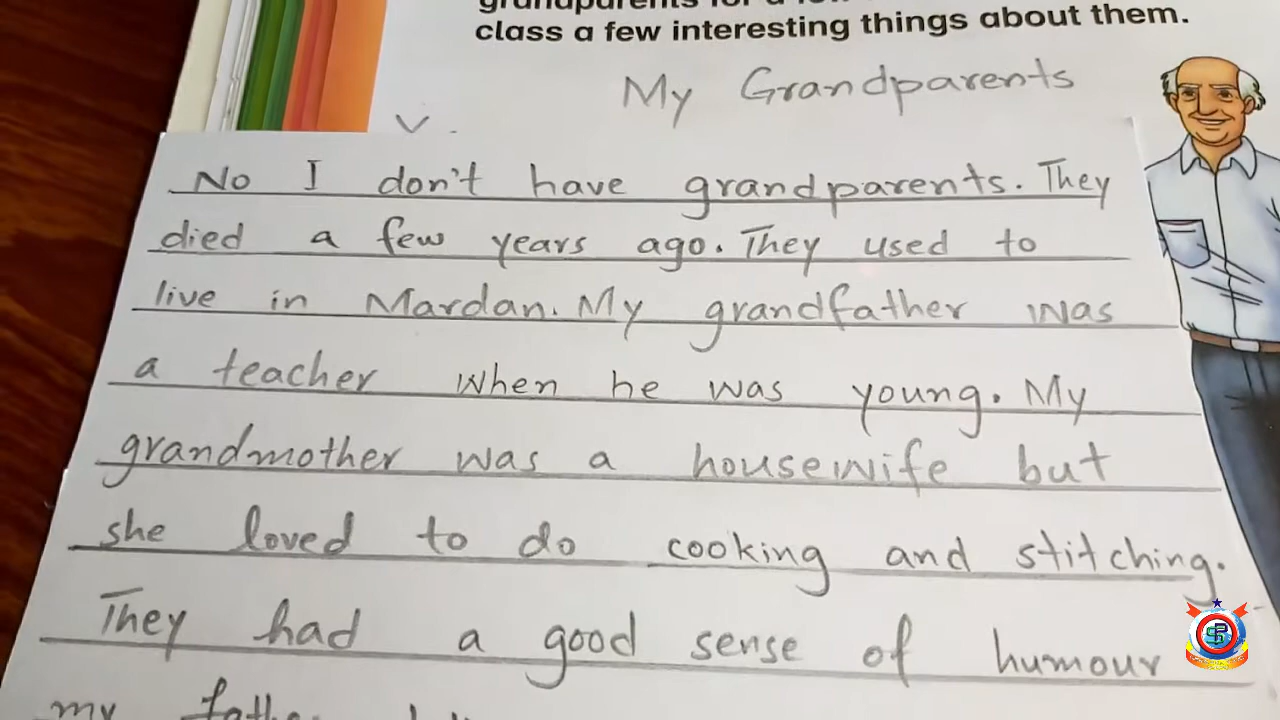 class a few interesting things about them.
My Grandparents
No I don't have grandparents. They
died a few years ago. They used to
live in Mardan. My grandfather was
a teacher when he was young. My
grandmother was a housewife but
she loved to do cooking and stitching.
They had a good sense of humour
my